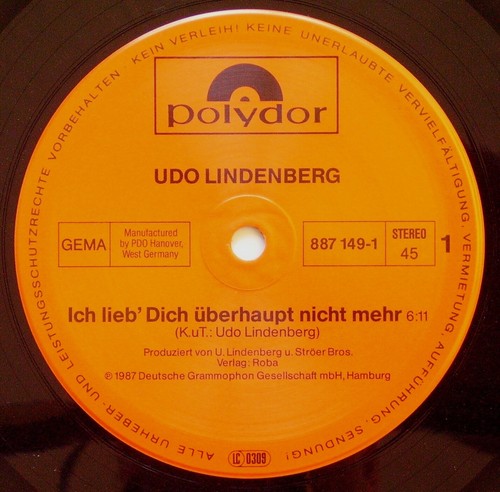 ALLE URHEBER- UND LEISTUNGSSCHUTZRECHTE VORBEHALTEN · KEIN VERLEIH! KEINE UNERLAUBTE VERVIELFÄLTIGUNG, VERMIETUNG, AUFFÜHRUNG, SENDUNG!
polydor
UDO LINDENBERG
GEMA
Manufactured
by PDO Hanover,
West Germany
887 149-1
STEREO
45
1
Ich lieb' Dich überhaupt nicht mehr 6:11
(K.u.T.: Udo Lindenberg)
Produziert von U. Lindenberg u. Ströer Bros.
Verlag: Roba
℗ 1987 Deutsche Grammophon Gesellschaft mbH, Hamburg
LC 0309